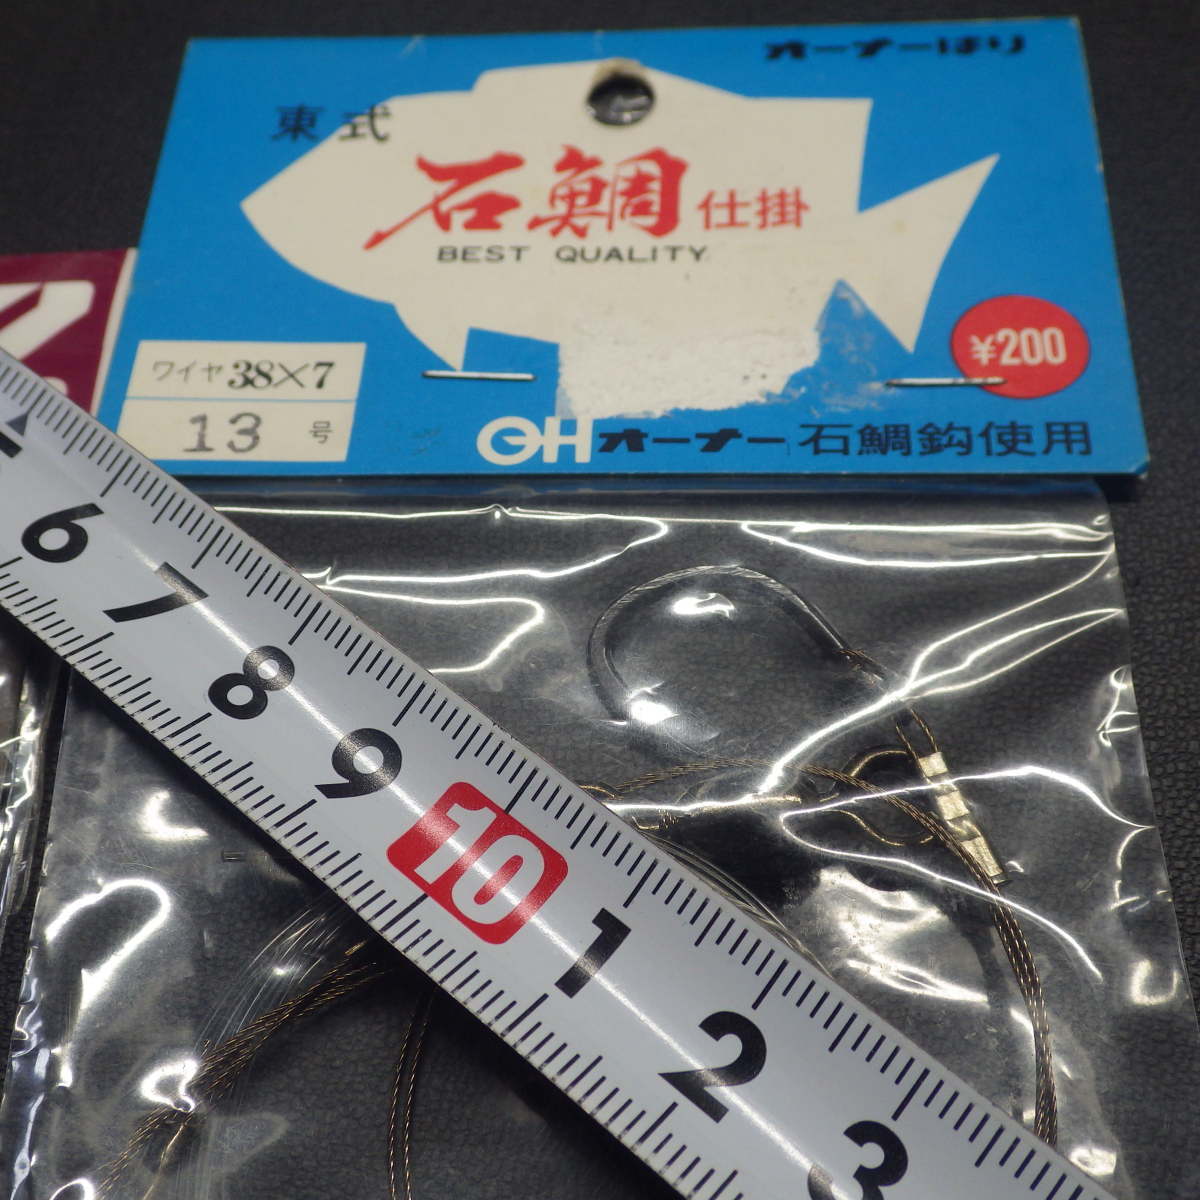 オーナーばり
東式
石鯛仕掛
BEST QUALITY
¥200
ワイヤ 38×7
13 号
OH オーナー 石鯛鈎使用
6 7 8 9 10 1 2 3